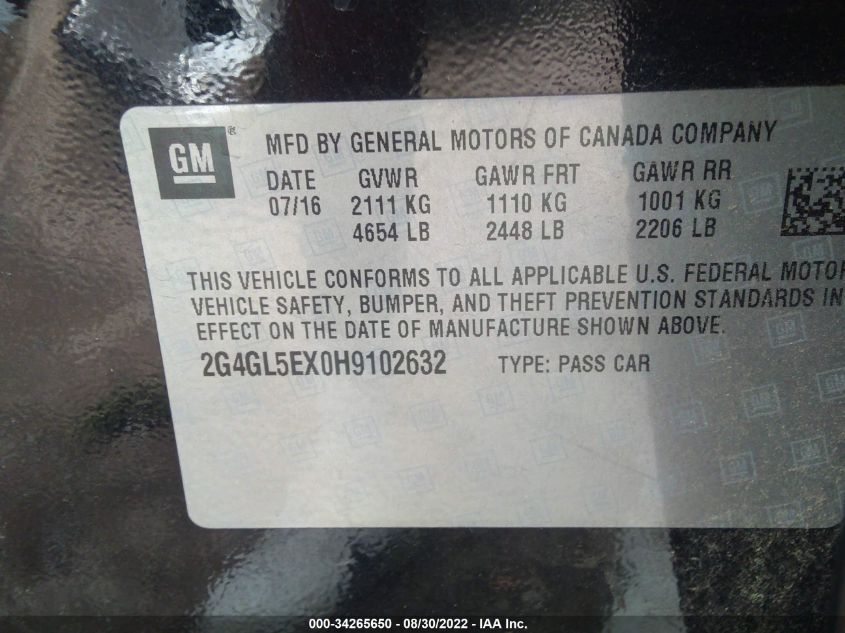 GM ® MFD BY GENERAL MOTORS OF CANADA COMPANY
DATE GVWR GAWR FRT GAWR RR
07/16 2111 KG 1110 KG 1001 KG
4654 LB 2448 LB 2206 LB
THIS VEHICLE CONFORMS TO ALL APPLICABLE U.S. FEDERAL MOTOR
VEHICLE SAFETY, BUMPER, AND THEFT PREVENTION STANDARDS IN
EFFECT ON THE DATE OF MANUFACTURE SHOWN ABOVE.
2G4GL5EX0H9102632 TYPE: PASS CAR
000-34265650 - 08/30/2022 - IAA Inc.